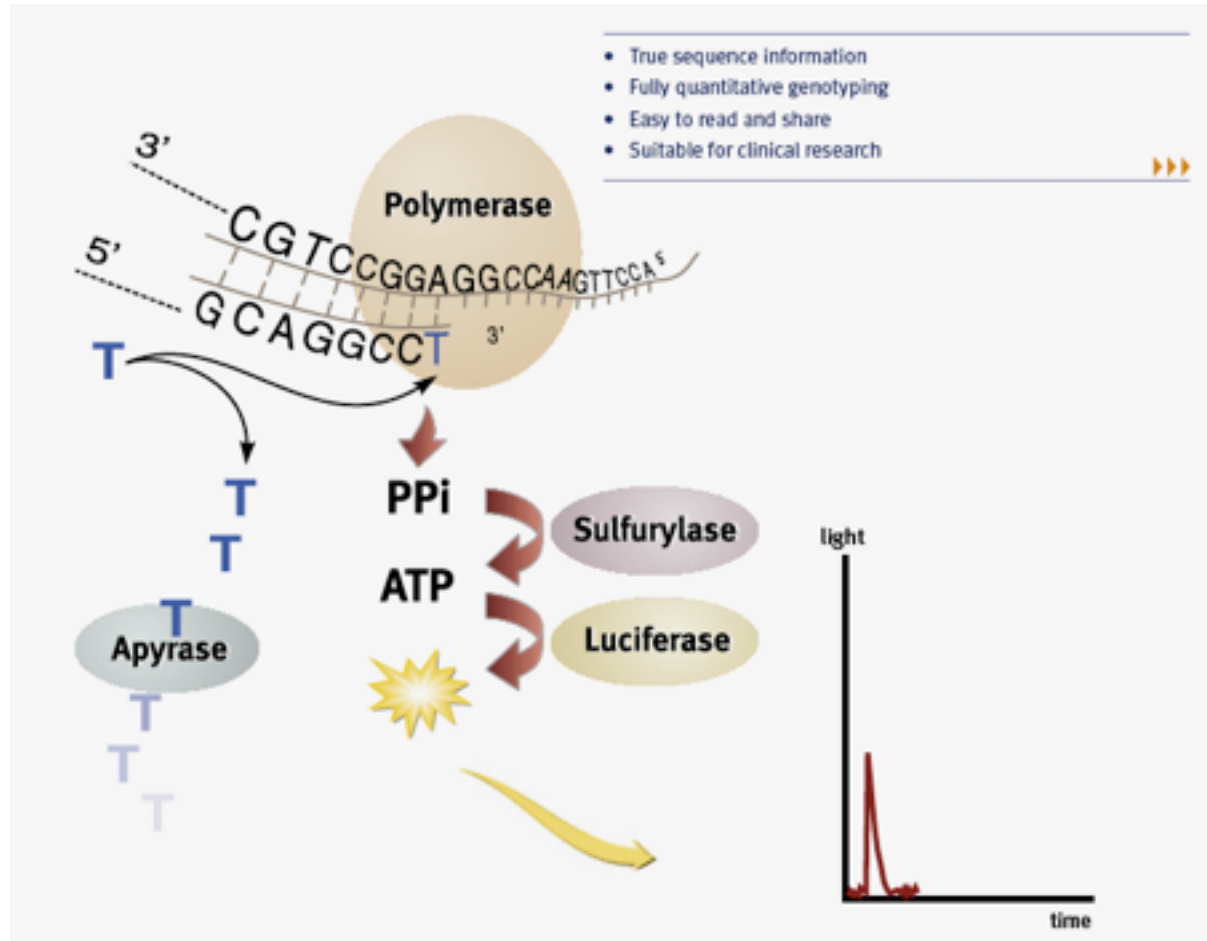 • True sequence information
• Fully quantitative genotyping
• Easy to read and share
• Suitable for clinical research
3’
Polymerase
CGTCCGGAGGCCAAGTTCCA 5’
5’
GCAGGCCT 3’
T
T
T
T
Apyrase
T
T
T
PPi
Sulfurylase
ATP
Luciferase
light
time